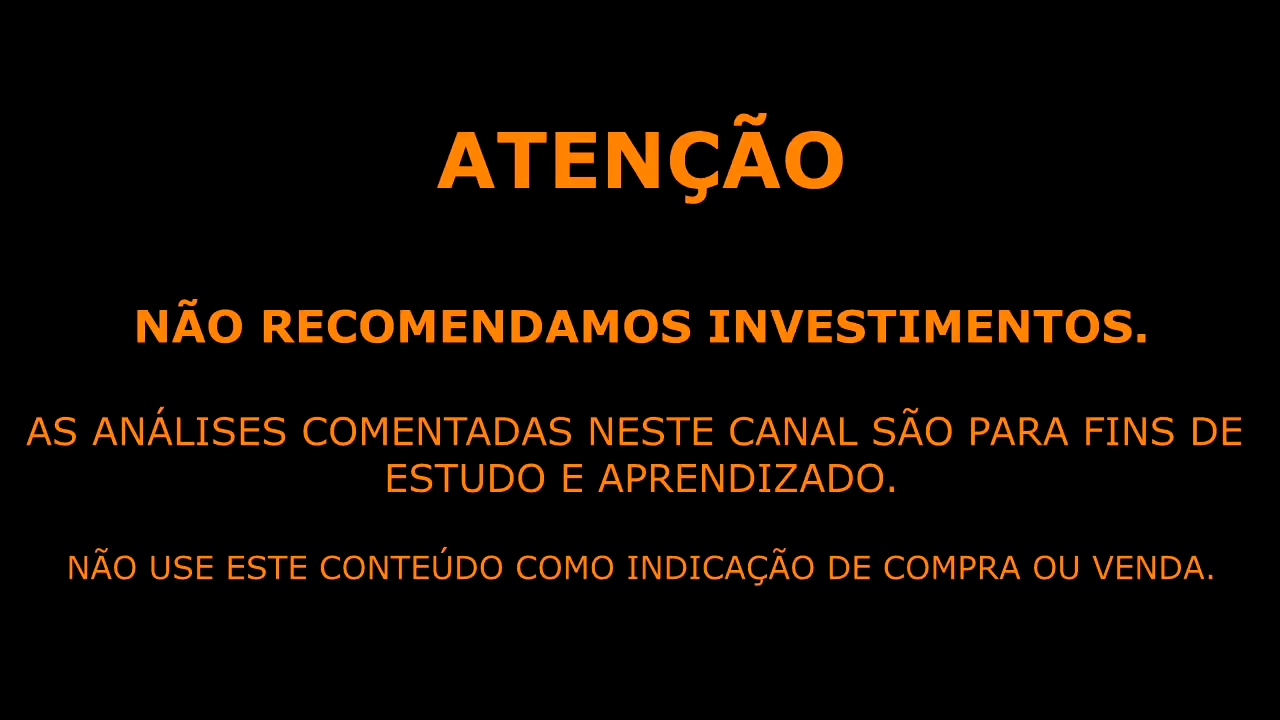 ATENÇÃO
NÃO RECOMENDAMOS INVESTIMENTOS.
AS ANÁLISES COMENTADAS NESTE CANAL SÃO PARA FINS DE
ESTUDO E APRENDIZADO.
NÃO USE ESTE CONTEÚDO COMO INDICAÇÃO DE COMPRA OU VENDA.